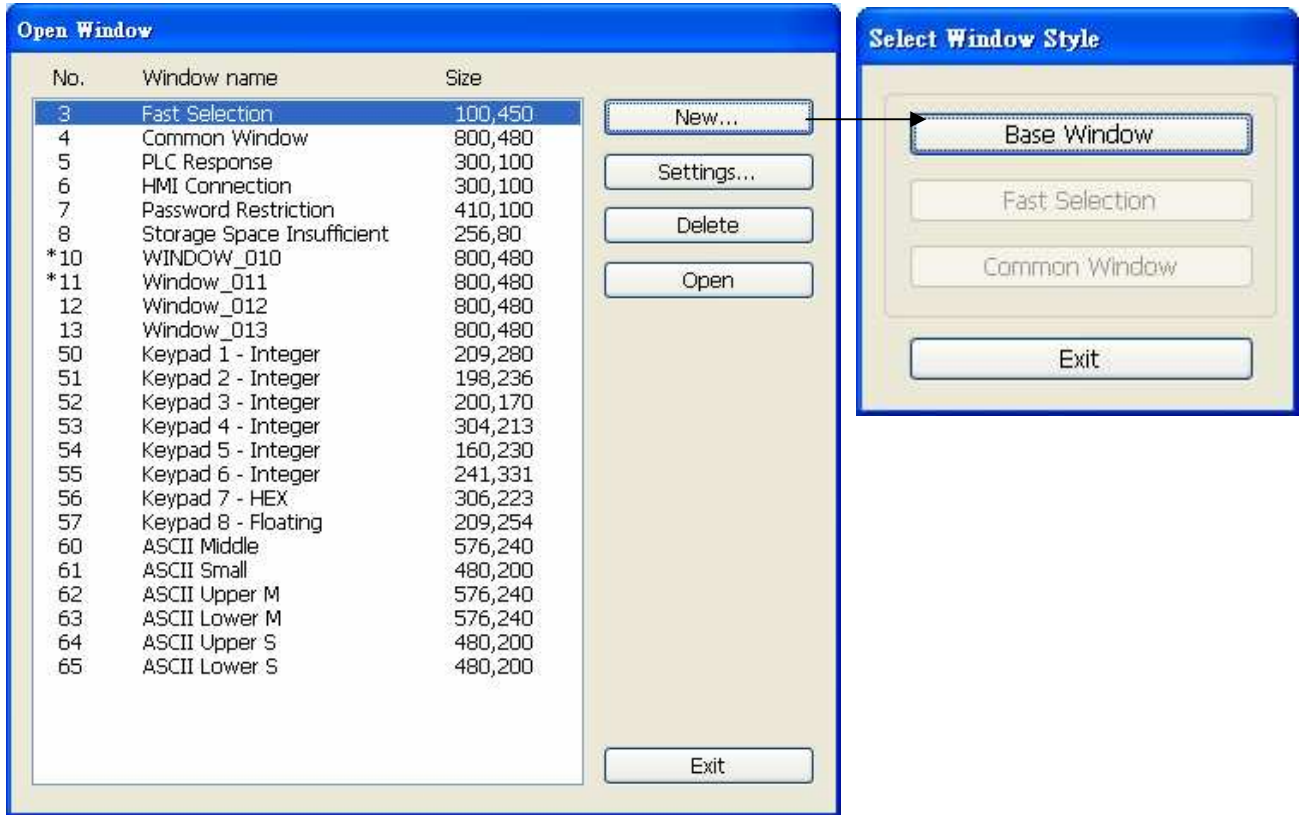 Open Window
No. Window name Size
3 Fast Selection 100,450
4 Common Window 800,480
5 PLC Response 300,100
6 HMI Connection 300,100
7 Password Restriction 410,100
8 Storage Space Insufficient 256,80
*10 WINDOW_010 800,480
*11 Window_011 800,480
12 Window_012 800,480
13 Window_013 800,480
50 Keypad 1 - Integer 209,280
51 Keypad 2 - Integer 198,236
52 Keypad 3 - Integer 200,170
53 Keypad 4 - Integer 304,213
54 Keypad 5 - Integer 160,230
55 Keypad 6 - Integer 241,331
56 Keypad 7 - HEX 306,223
57 Keypad 8 - Floating 209,254
60 ASCII Middle 576,240
61 ASCII Small 480,200
62 ASCII Upper M 576,240
63 ASCII Lower M 576,240
64 ASCII Upper S 480,200
65 ASCII Lower S 480,200
New...
Settings...
Delete
Open
Exit
Select Window Style
Base Window
Fast Selection
Common Window
Exit